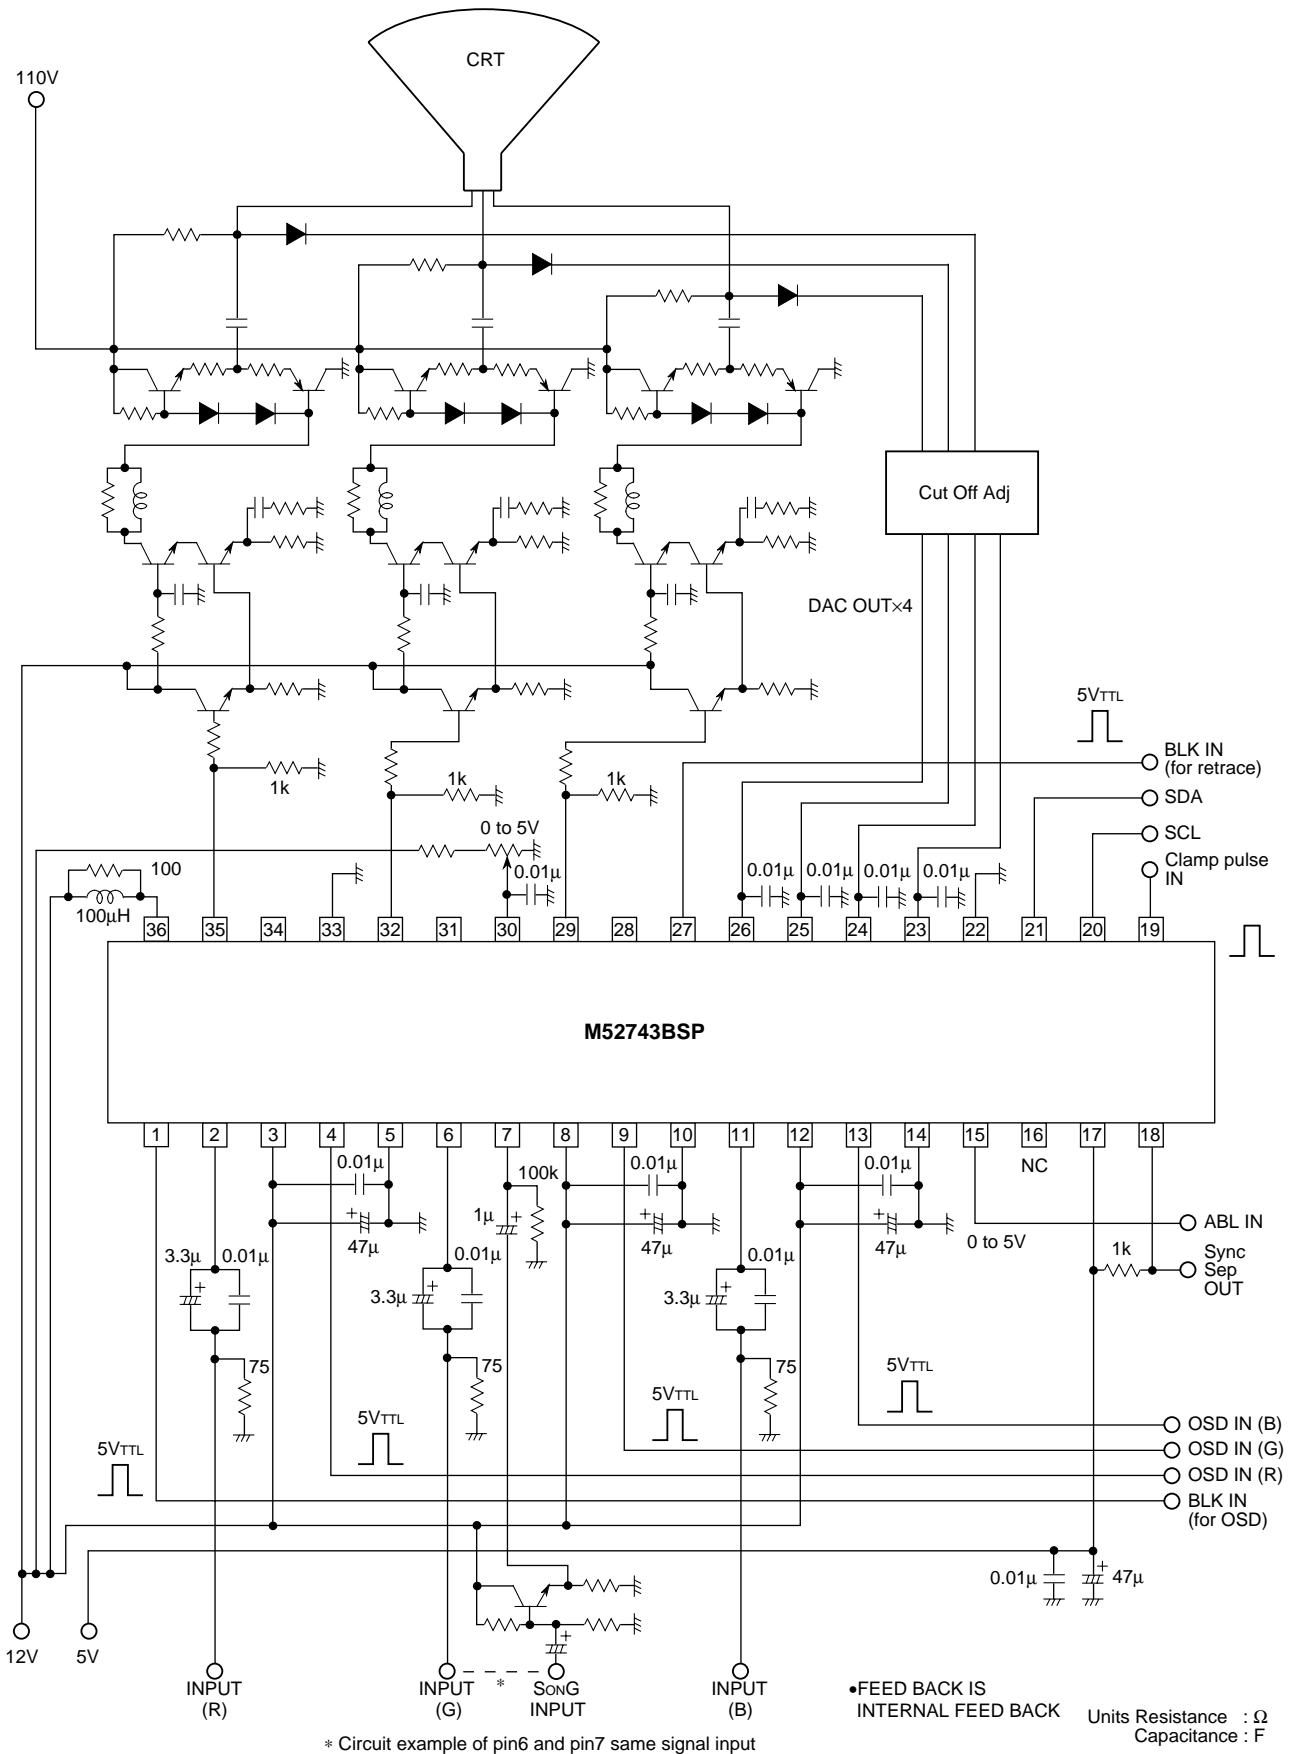 CRT
110V
Cut Off Adj
DAC OUT×4
5VTTL
BLK IN
(for retrace)
SDA
SCL
Clamp pulse
IN
1k
1k
1k
0 to 5V
0.01μ
0.01μ
0.01μ
0.01μ
0.01μ
100
100μH
36
35
34
33
32
31
30
29
28
27
26
25
24
23
22
21
20
19
M52743BSP
1
2
3
4
5
6
7
8
9
10
11
12
13
14
15
16
17
18
NC
0.01μ
+
47μ
100k
1μ
+
0.01μ
+
47μ
0.01μ
+
47μ
0 to 5V
ABL IN
1k
Sync
Sep
OUT
3.3μ
+
0.01μ
3.3μ
+
0.01μ
3.3μ
+
0.01μ
75
75
75
5VTTL
5VTTL
5VTTL
5VTTL
OSD IN (B)
OSD IN (G)
OSD IN (R)
BLK IN
(for OSD)
0.01μ
+
47μ
12V
5V
+
INPUT
(R)
INPUT
(G)
*
SONG
INPUT
INPUT
(B)
•FEED BACK IS
INTERNAL FEED BACK
Units Resistance : Ω
Capacitance : F
* Circuit example of pin6 and pin7 same signal input